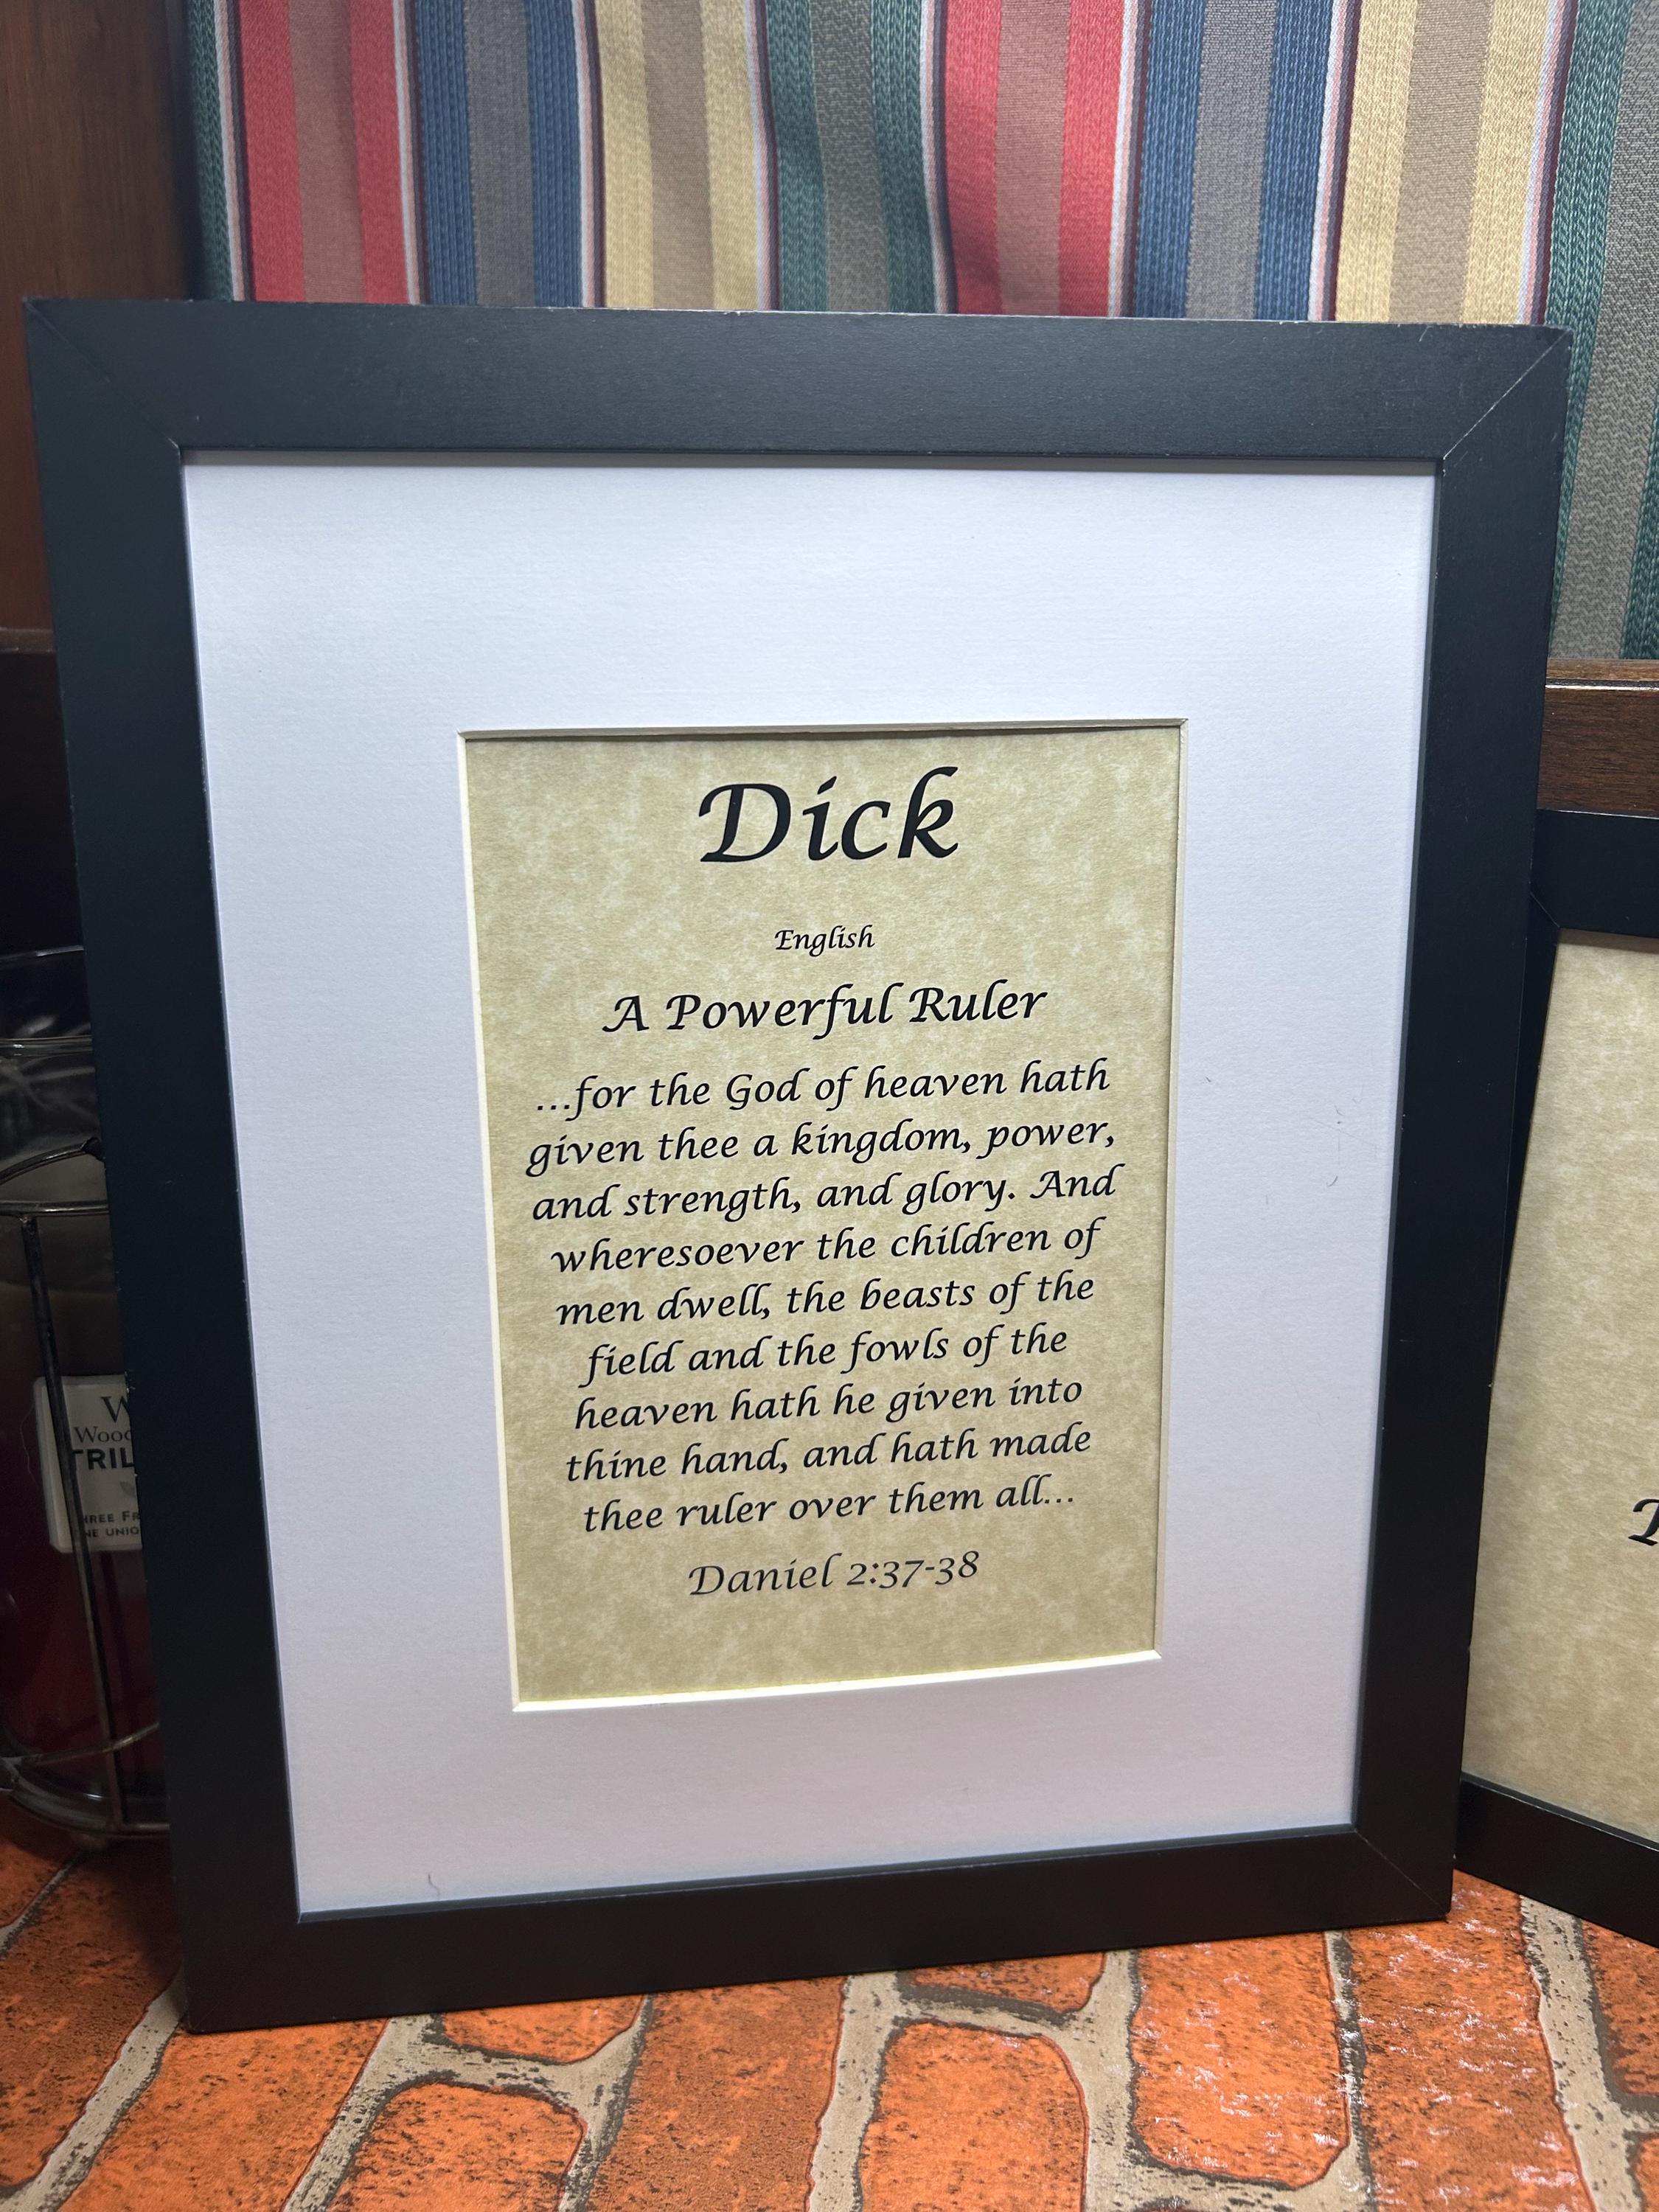 Dick
English
A Powerful Ruler
...for the God of heaven hath
given thee a kingdom, power,
and strength, and glory. And
wheresoever the children of
men dwell, the beasts of the
field and the fowls of the
heaven hath he given into
thine hand, and hath made
thee ruler over them all...
Daniel 2:37-38